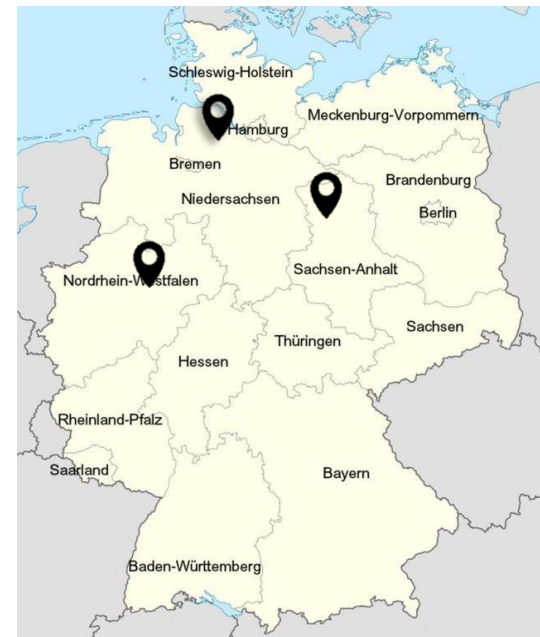 Schleswig-Holstein
Meckenburg-Vorpommern
Hamburg
Bremen
Brandenburg
Niedersachsen
Berlin
Sachsen-Anhalt
Nordrhein-Westfalen
Sachsen
Thüringen
Hessen
Rheinland-Pfalz
Saarland
Bayern
Baden-Württemberg